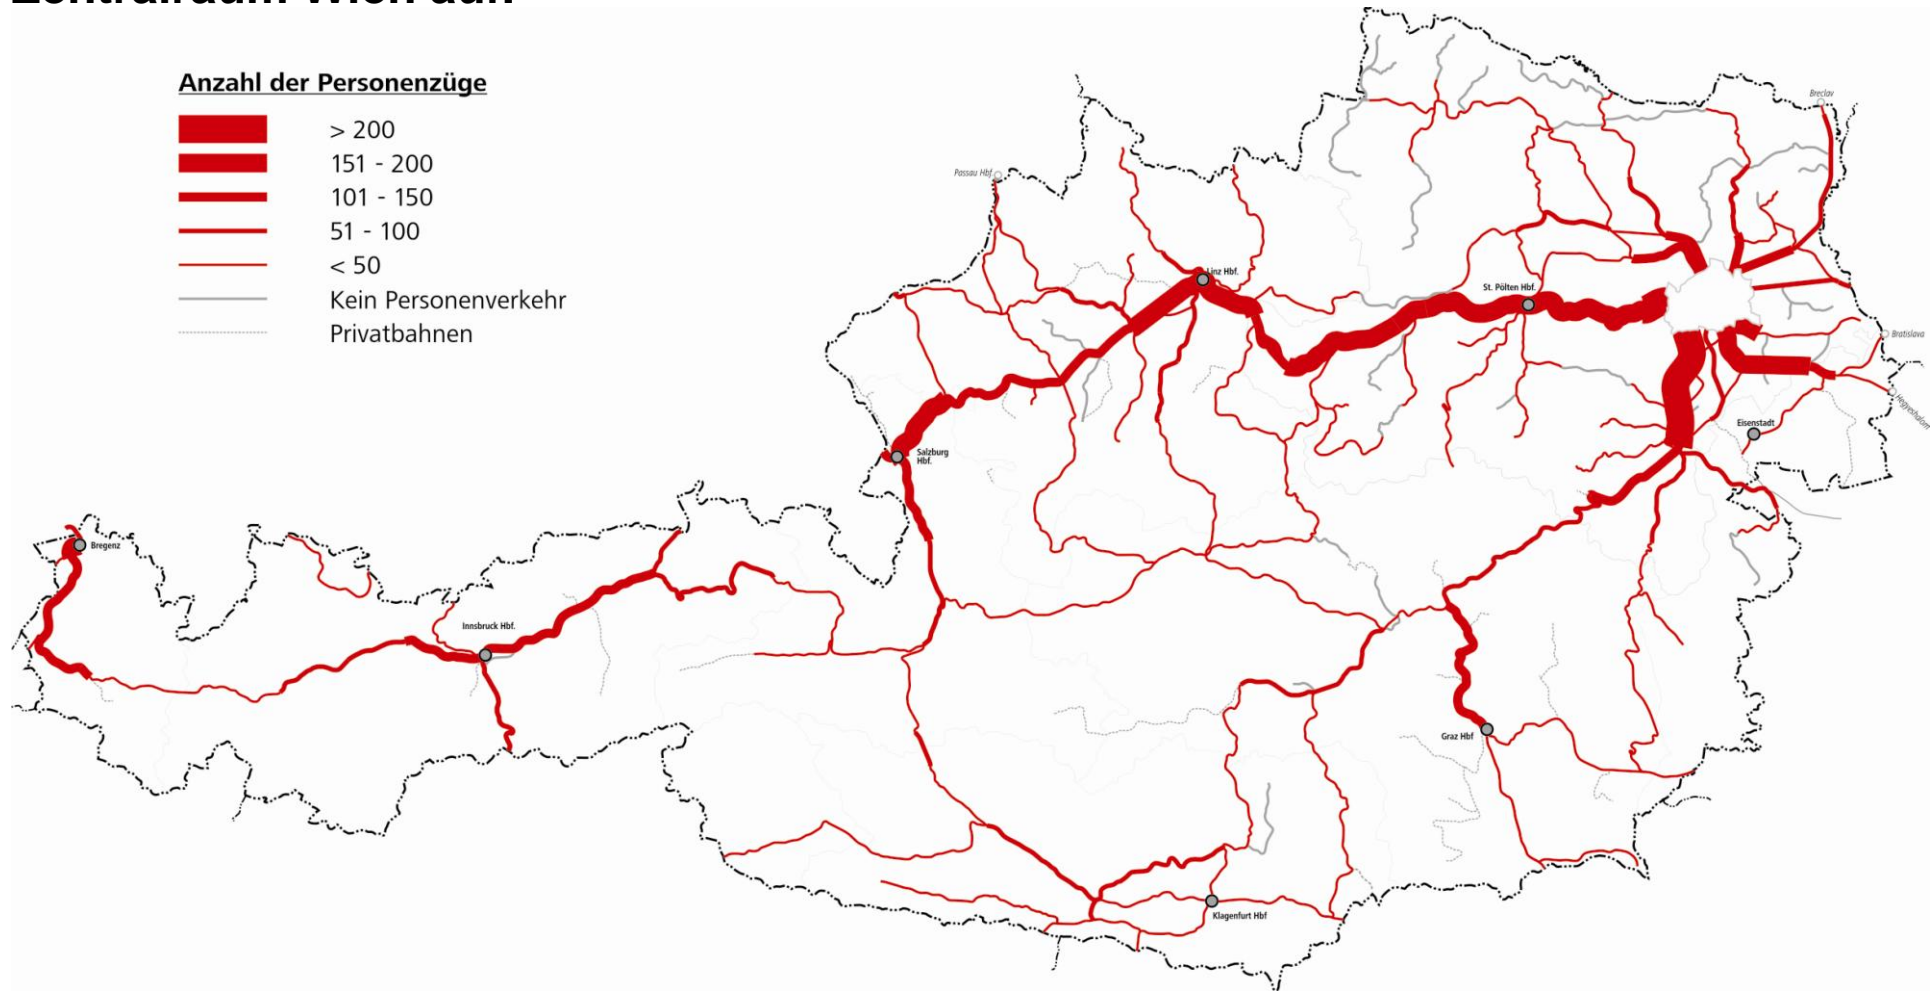 Zentralraum Wien auf.
Anzahl der Personenzüge
> 200
151 - 200
101 - 150
51 - 100
< 50
Kein Personenverkehr
Privatbahnen
Breclav
Passau Hbf.
Linz Hbf.
St. Pölten Hbf.
Bratislava
Hegyeshalom
Eisenstadt
Salzburg
Hbf.
Bregenz
Innsbruck Hbf.
Graz Hbf
Klagenfurt Hbf